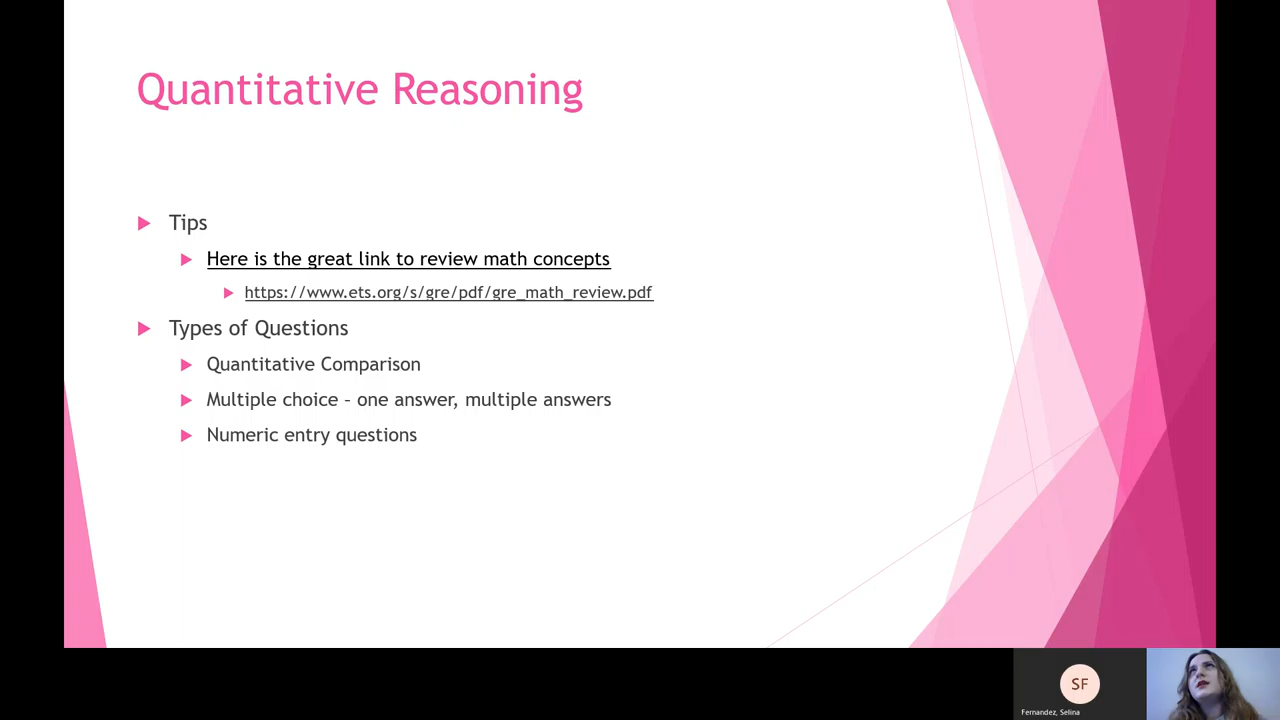 Quantitative Reasoning
Tips
Here is the great link to review math concepts
https://www.ets.org/s/gre/pdf/gre_math_review.pdf
Types of Questions
Quantitative Comparison
Multiple choice – one answer, multiple answers
Numeric entry questions
SF
Fernandez, Selina